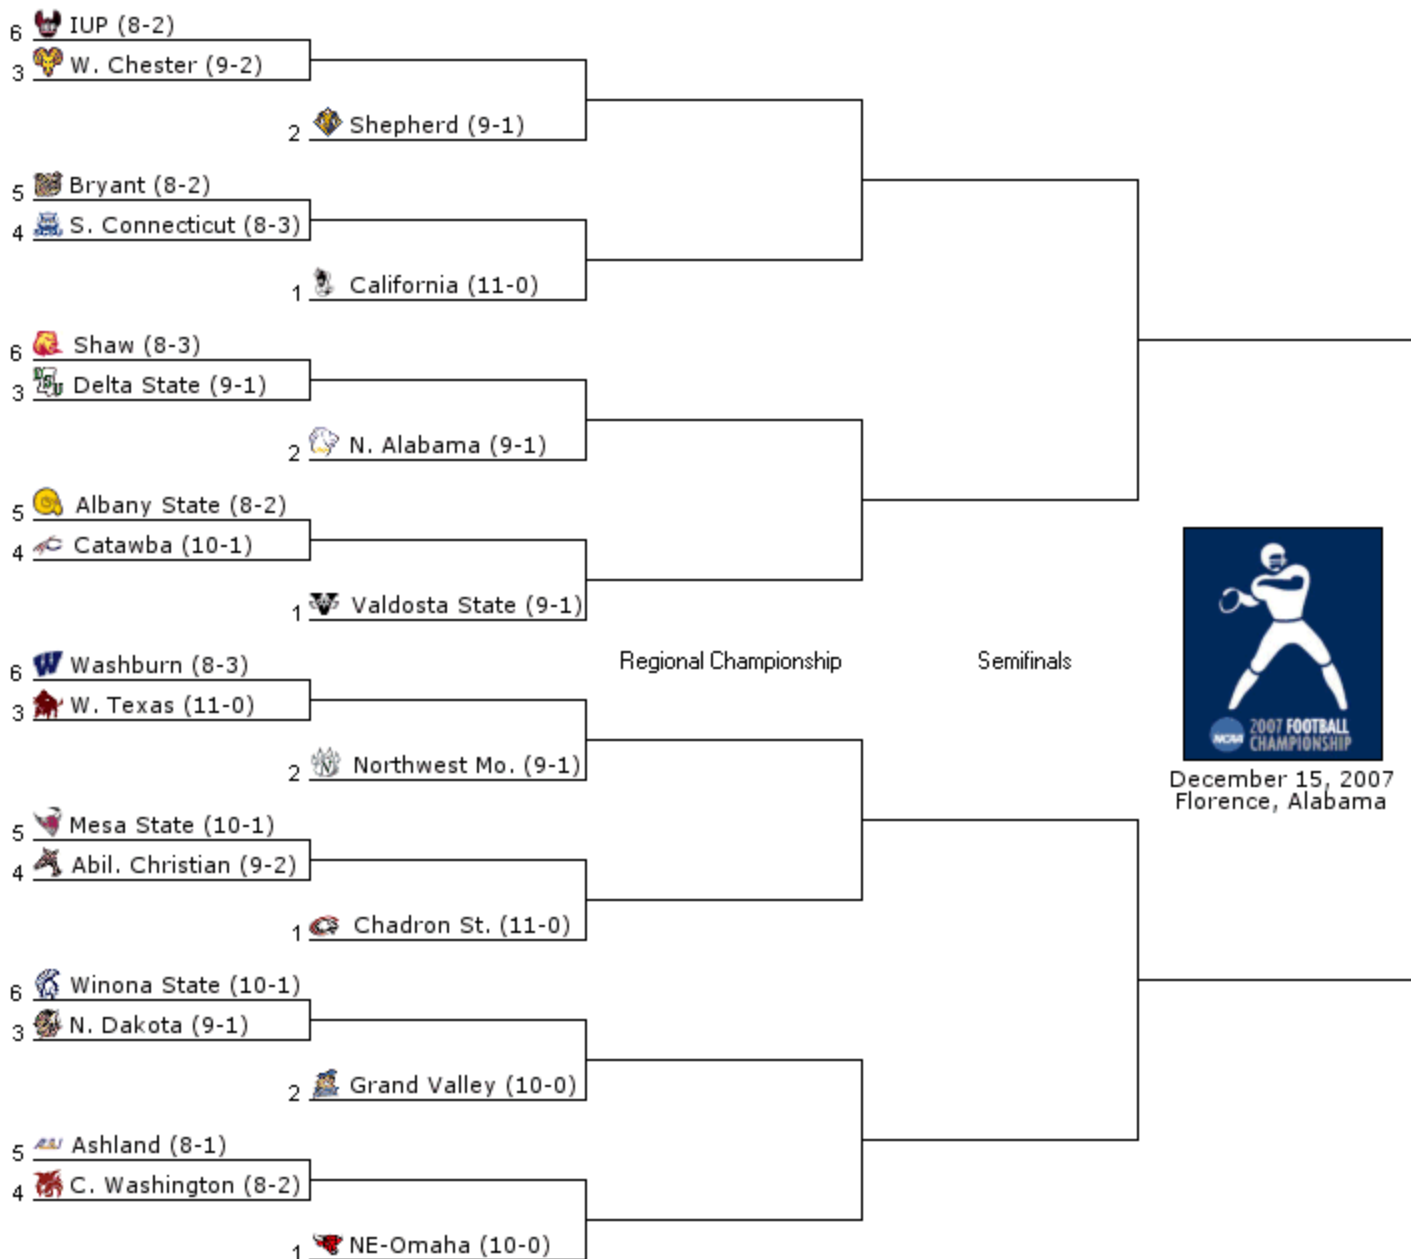 6 IUP (8-2)
3 W. Chester (9-2)
2 Shepherd (9-1)
5 Bryant (8-2)
4 S. Connecticut (8-3)
1 California (11-0)
6 Shaw (8-3)
3 DSU Delta State (9-1)
2 N. Alabama (9-1)
5 Albany State (8-2)
4 Catawba (10-1)
1 V Valdosta State (9-1)
6 W Washburn (8-3)
3 W. Texas (11-0)
2 N Northwest Mo. (9-1)
5 Mesa State (10-1)
4 Abil. Christian (9-2)
1 C Chadron St. (11-0)
6 Winona State (10-1)
3 N. Dakota (9-1)
2 Grand Valley (10-0)
5 Ashland (8-1)
4 C. Washington (8-2)
1 NE-Omaha (10-0)
Regional Championship
Semifinals
NCAA 2007 FOOTBALL
CHAMPIONSHIP
December 15, 2007
Florence, Alabama